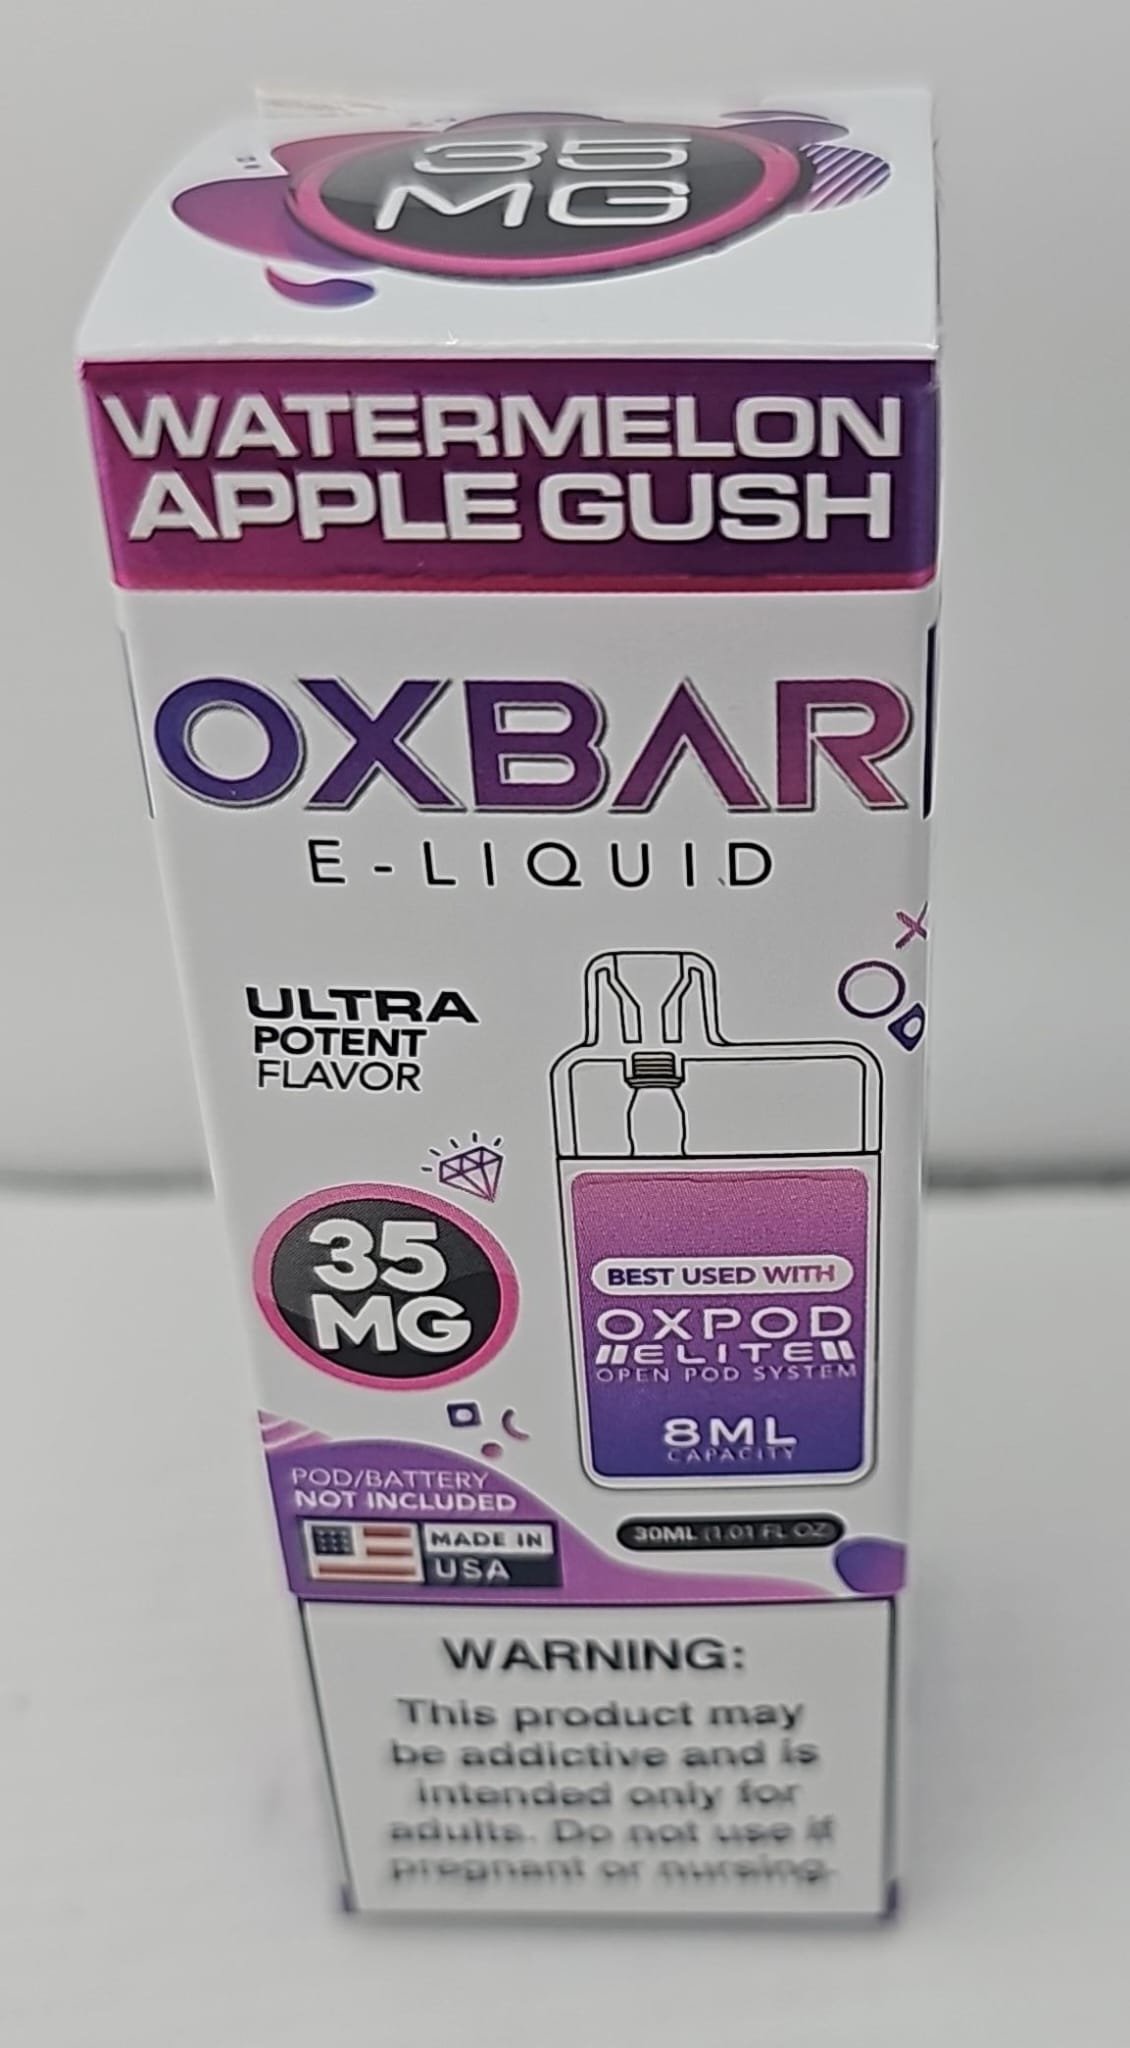 35
MG
WATERMELON
APPLE GUSH
OXBAR
E-LIQUID
ULTRA
POTENT
FLAVOR
35
MG
BEST USED WITH
OXPOD
ELITE
OPEN POD SYSTEM
8ML
CAPACITY
POD/BATTERY
NOT INCLUDED
MADE IN
USA
30ML (1.01 FL OZ)
WARNING:
This product may
be addictive and is
intended only for
adults. Do not use if
pregnant or nursing.